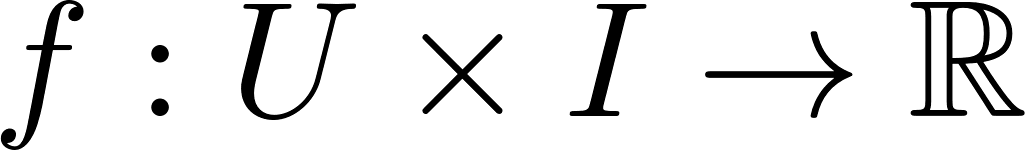 f : U × I → ℝ